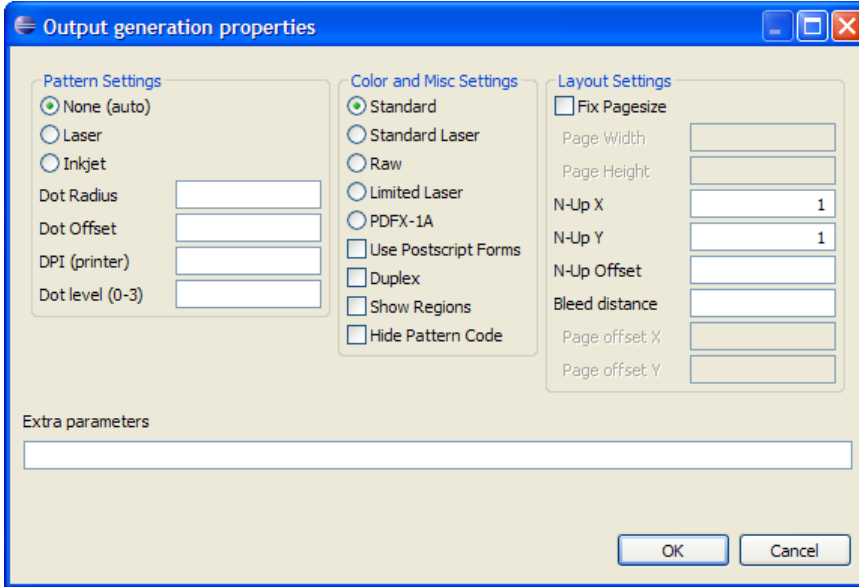 Output generation properties
Pattern Settings
None (auto)
Laser
Inkjet
Dot Radius
Dot Offset
DPI (printer)
Dot level (0-3)
Color and Misc Settings
Standard
Standard Laser
Raw
Limited Laser
PDFX-1A
Use Postscript Forms
Duplex
Show Regions
Hide Pattern Code
Layout Settings
Fix Pagesize
Page Width
Page Height
N-Up X 1
N-Up Y 1
N-Up Offset
Bleed distance
Page offset X
Page offset Y
Extra parameters
OK Cancel